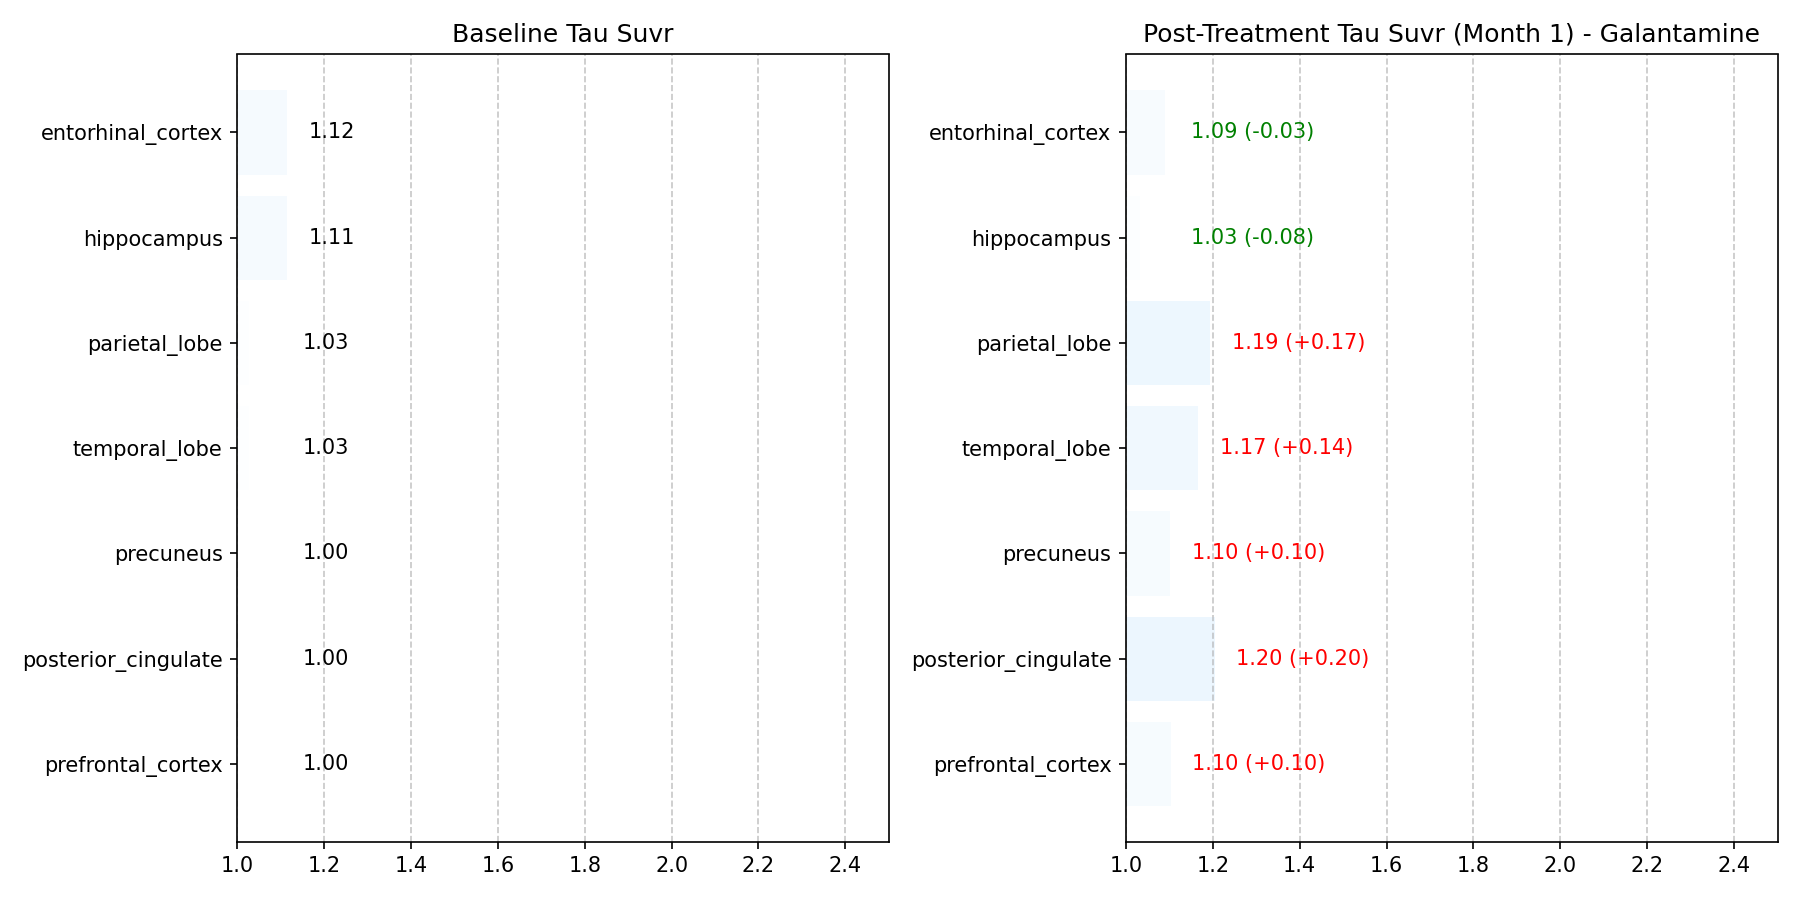 Baseline Tau Suvr
entorhinal_cortex 1.12
hippocampus 1.11
parietal_lobe 1.03
temporal_lobe 1.03
precuneus 1.00
posterior_cingulate 1.00
prefrontal_cortex 1.00
1.0 1.2 1.4 1.6 1.8 2.0 2.2 2.4
Post-Treatment Tau Suvr (Month 1) - Galantamine
entorhinal_cortex 1.09 (-0.03)
hippocampus 1.03 (-0.08)
parietal_lobe 1.19 (+0.17)
temporal_lobe 1.17 (+0.14)
precuneus 1.10 (+0.10)
posterior_cingulate 1.20 (+0.20)
prefrontal_cortex 1.10 (+0.10)
1.0 1.2 1.4 1.6 1.8 2.0 2.2 2.4